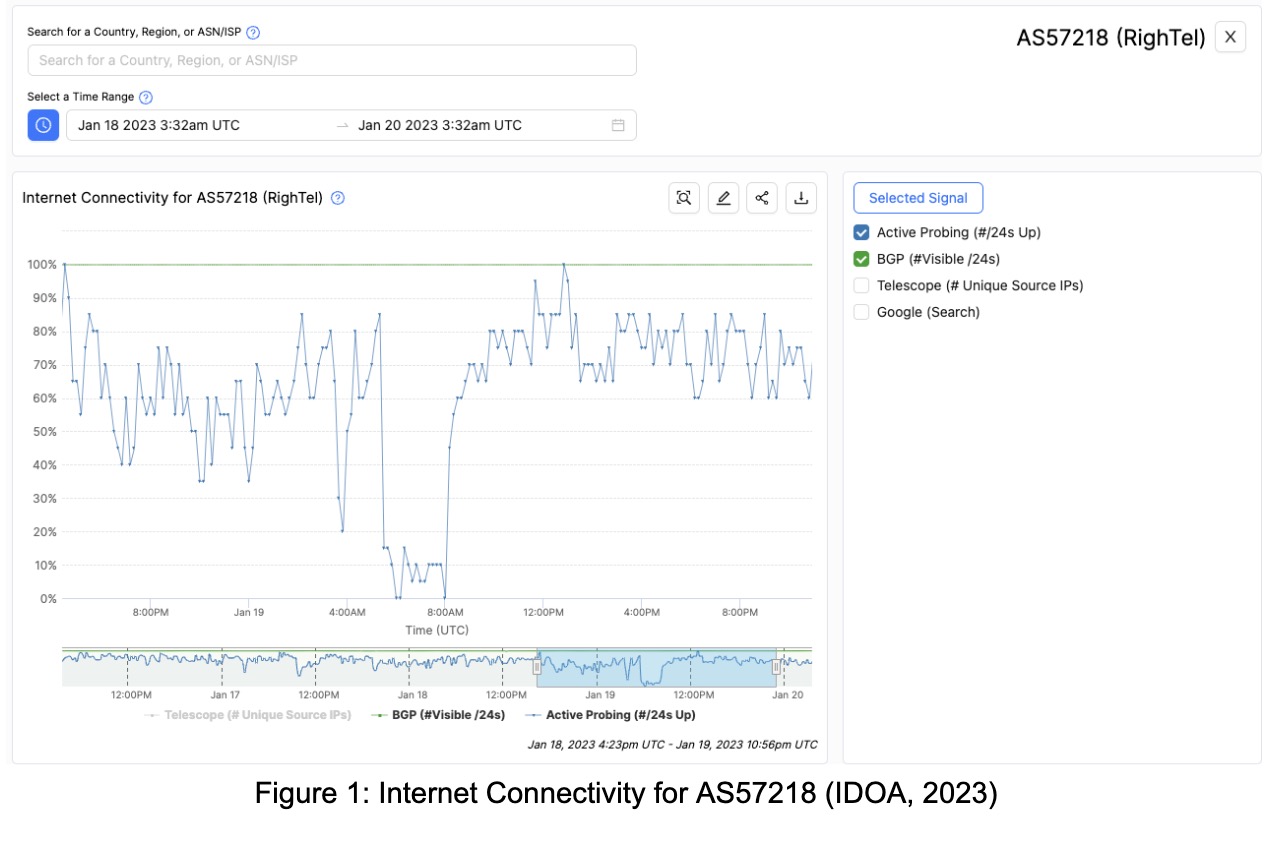 Search for a Country, Region, or ASN/ISP ?
AS57218 (RighTel) X
Search for a Country, Region, or ASN/ISP
Select a Time Range ?
Jan 18 2023 3:32am UTC → Jan 20 2023 3:32am UTC
Internet Connectivity for AS57218 (RighTel) ?
100%
90%
80%
70%
60%
50%
40%
30%
20%
10%
0%
8:00PM Jan 19 4:00AM 8:00AM 12:00PM 4:00PM 8:00PM
Time (UTC)
12:00PM Jan 17 12:00PM Jan 18 12:00PM Jan 19 12:00PM Jan 20
Telescope (# Unique Source IPs) BGP (#Visible /24s) Active Probing (#/24s Up)
Jan 18, 2023 4:23pm UTC - Jan 19, 2023 10:56pm UTC
Selected Signal
Active Probing (#/24s Up)
BGP (#Visible /24s)
Telescope (# Unique Source IPs)
Google (Search)
Figure 1: Internet Connectivity for AS57218 (IDOA, 2023)